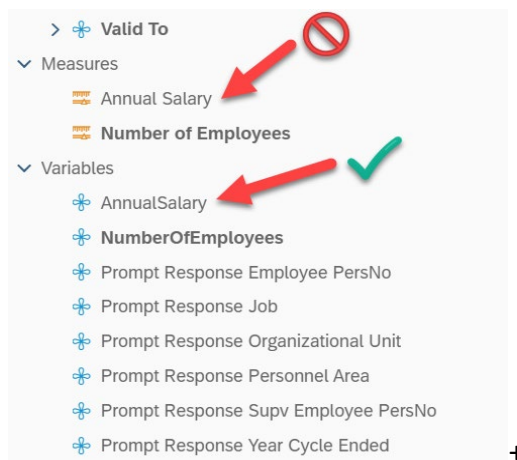 Valid To
Measures
Annual Salary
Number of Employees
Variables
AnnualSalary
NumberOfEmployees
Prompt Response Employee PersNo
Prompt Response Job
Prompt Response Organizational Unit
Prompt Response Personnel Area
Prompt Response Supv Employee PersNo
Prompt Response Year Cycle Ended